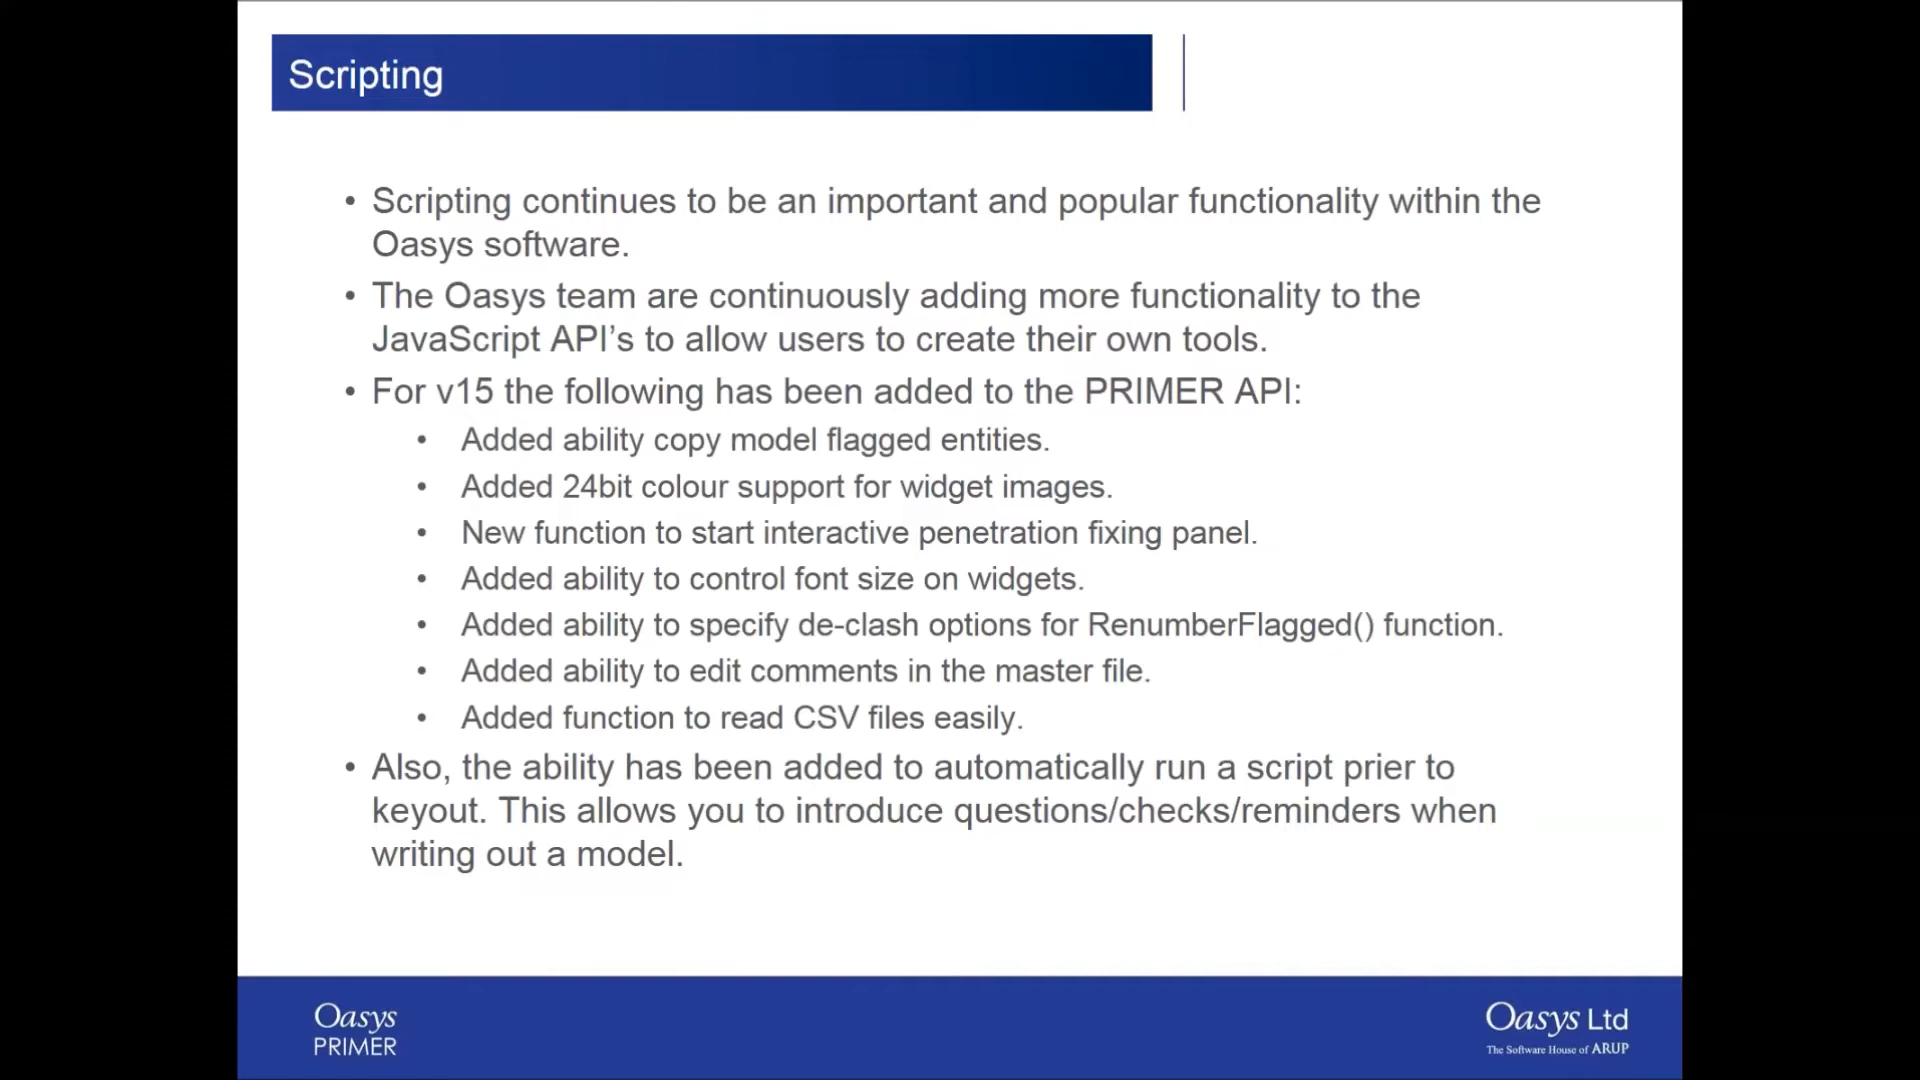 Scripting
• Scripting continues to be an important and popular functionality within the
Oasys software.
• The Oasys team are continuously adding more functionality to the
JavaScript API’s to allow users to create their own tools.
• For v15 the following has been added to the PRIMER API:
• Added ability copy model flagged entities.
• Added 24bit colour support for widget images.
• New function to start interactive penetration fixing panel.
• Added ability to control font size on widgets.
• Added ability to specify de-clash options for RenumberFlagged() function.
• Added ability to edit comments in the master file.
• Added function to read CSV files easily.
• Also, the ability has been added to automatically run a script prier to
keyout. This allows you to introduce questions/checks/reminders when
writing out a model.
Oasys
PRIMER
Oasys Ltd
The Software House of ARUP